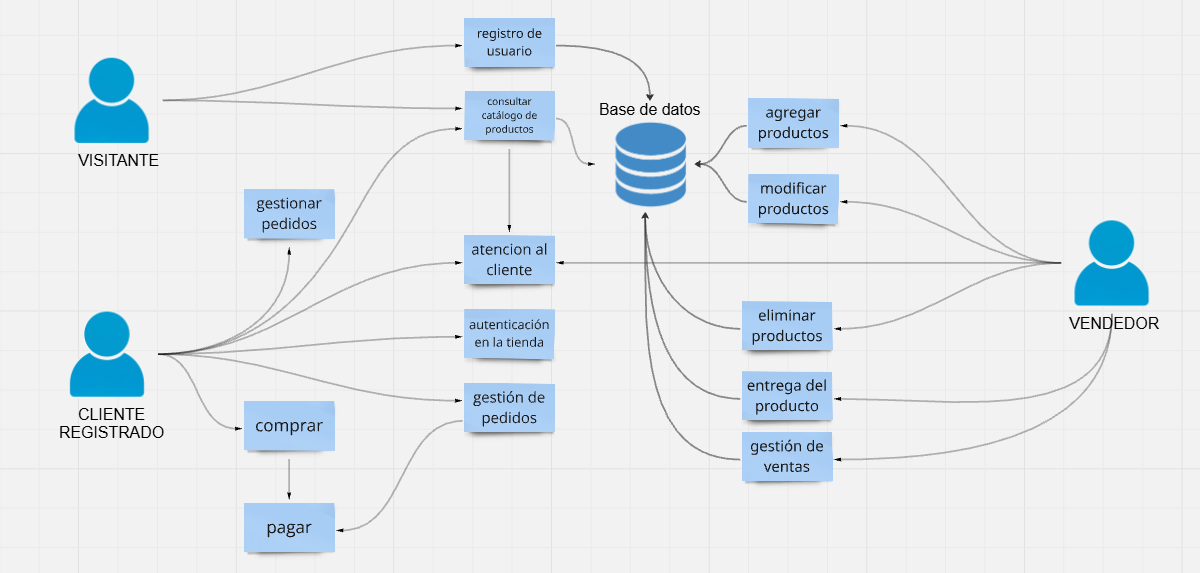 registro de
usuario
consultar
catálogo de
productos
Base de datos
agregar
productos
VISITANTE
modificar
productos
gestionar
pedidos
atencion al
cliente
eliminar
productos
VENDEDOR
autenticación
en la tienda
entrega del
producto
gestión de
pedidos
CLIENTE
REGISTRADO
comprar
gestión de
ventas
pagar